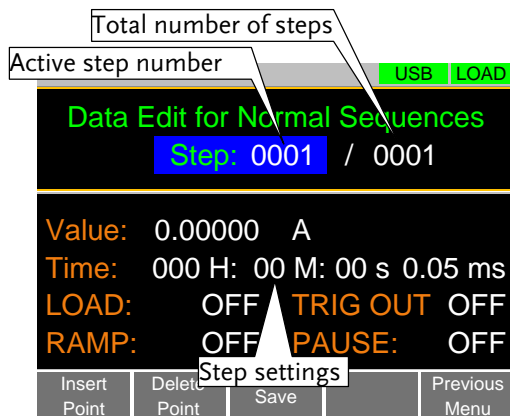 Total number of steps
Active step number
USB LOAD
Data Edit for Normal Sequences
Step: 0001 / 0001
Value: 0.00000 A
Time: 000 H: 00 M: 00 s 0.05 ms
LOAD: OFF TRIG OUT OFF
RAMP: OFF PAUSE: OFF
Step settings
Insert Point
Delete Point
Save
Previous Menu